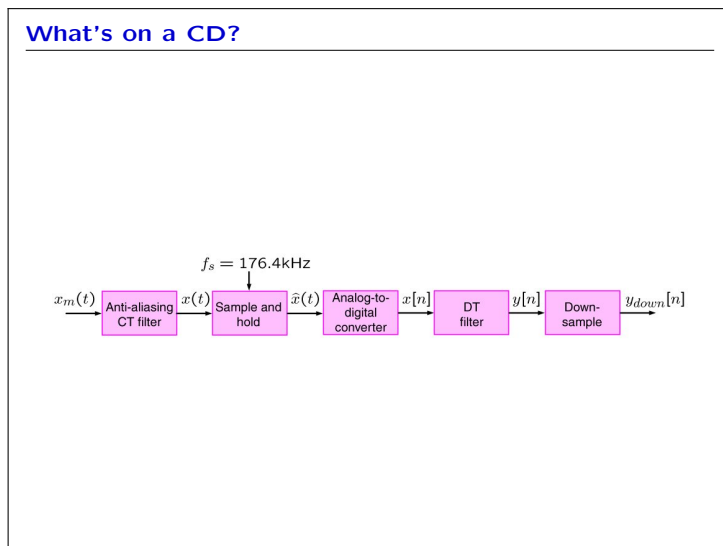 What's on a CD?
f_s = 176.4kHz
x_m(t)
Anti-aliasing
CT filter
x(t)
Sample and
hold
x̂(t)
Analog-to-
digital
converter
x[n]
DT
filter
y[n]
Down-
sample
y_down[n]